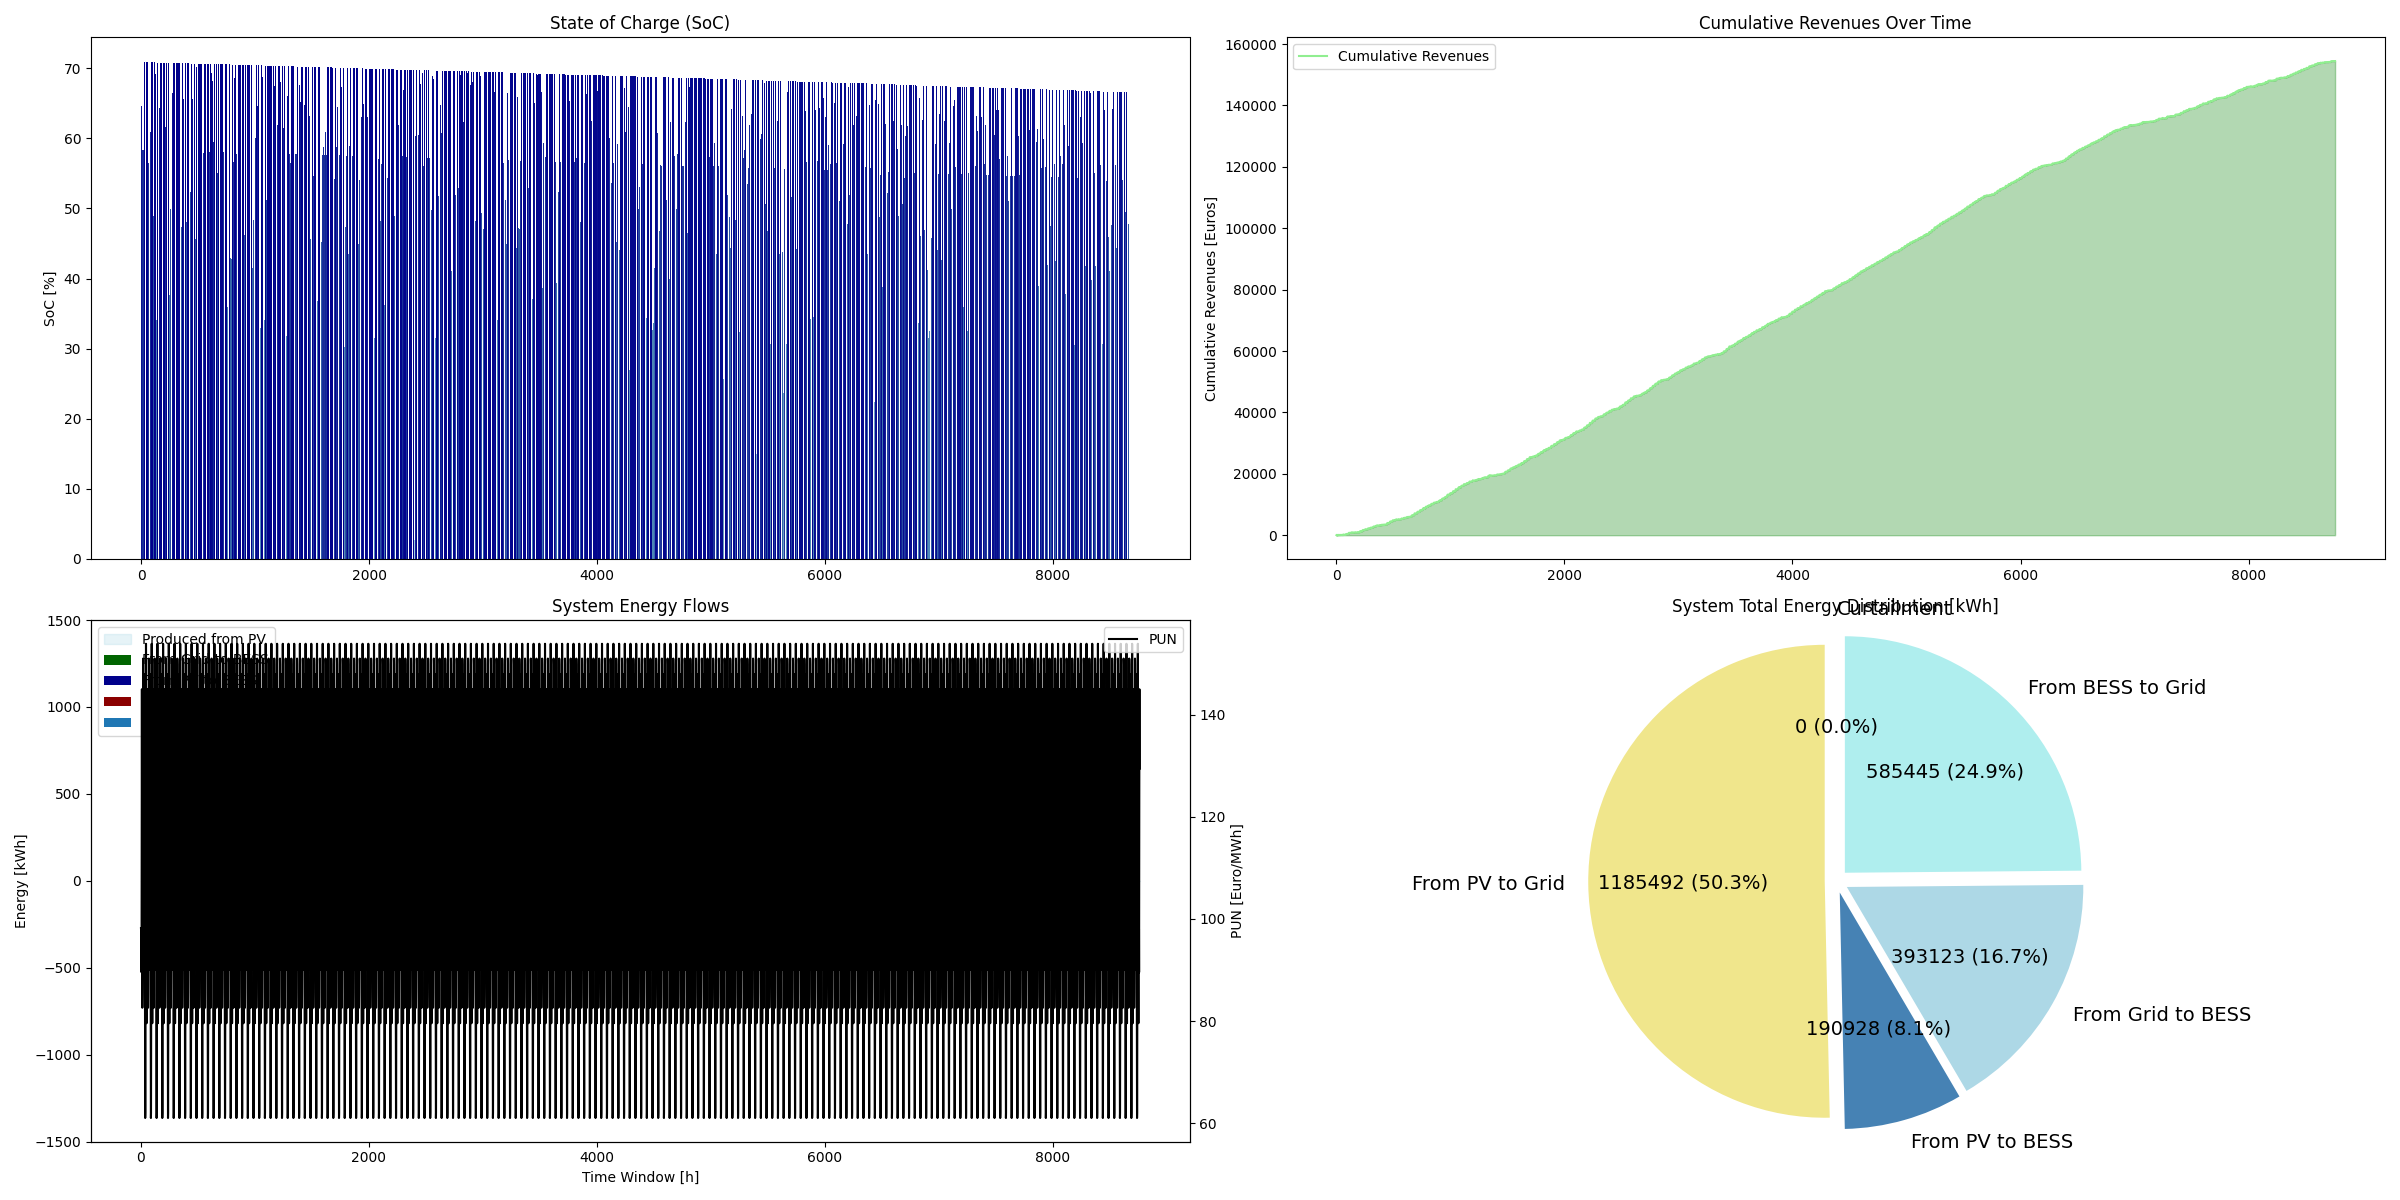 State of Charge (SoC)
SoC [%]
70
60
50
40
30
20
10
0
0 2000 4000 6000 8000
Cumulative Revenues Over Time
Cumulative Revenues
Cumulative Revenues [Euros]
160000
140000
120000
100000
80000
60000
40000
20000
0
0 2000 4000 6000 8000
System Energy Flows
Produced from PV
From Grid to BESS
PUN
Energy [kWh]
1500
1000
500
0
−500
−1000
−1500
140
120
100
80
60
PUN [Euro/MWh]
0 2000 4000 6000 8000
Time Window [h]
System Total Energy Distribution [kWh]
Curtailment
From BESS to Grid
0 (0.0%)
585445 (24.9%)
From PV to Grid
1185492 (50.3%)
393123 (16.7%)
From Grid to BESS
190928 (8.1%)
From PV to BESS